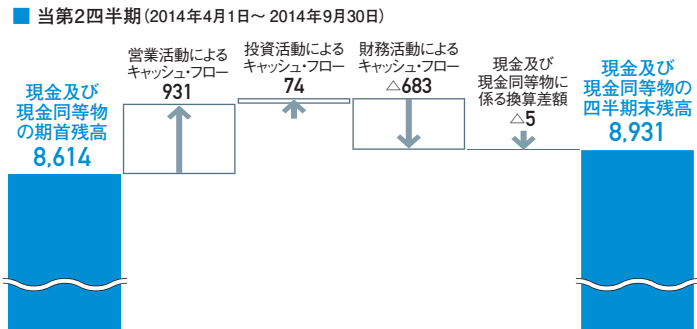 ■ 当第2四半期（2014年4月1日～2014年9月30日）
現金及び
現金同等物
の期首残高
8,614
営業活動による
キャッシュ・フロー
931
投資活動による
キャッシュ・フロー
74
財務活動による
キャッシュ・フロー
△683
現金及び
現金同等物に
係る換算差額
△5
現金及び
現金同等物の
四半期末残高
8,931